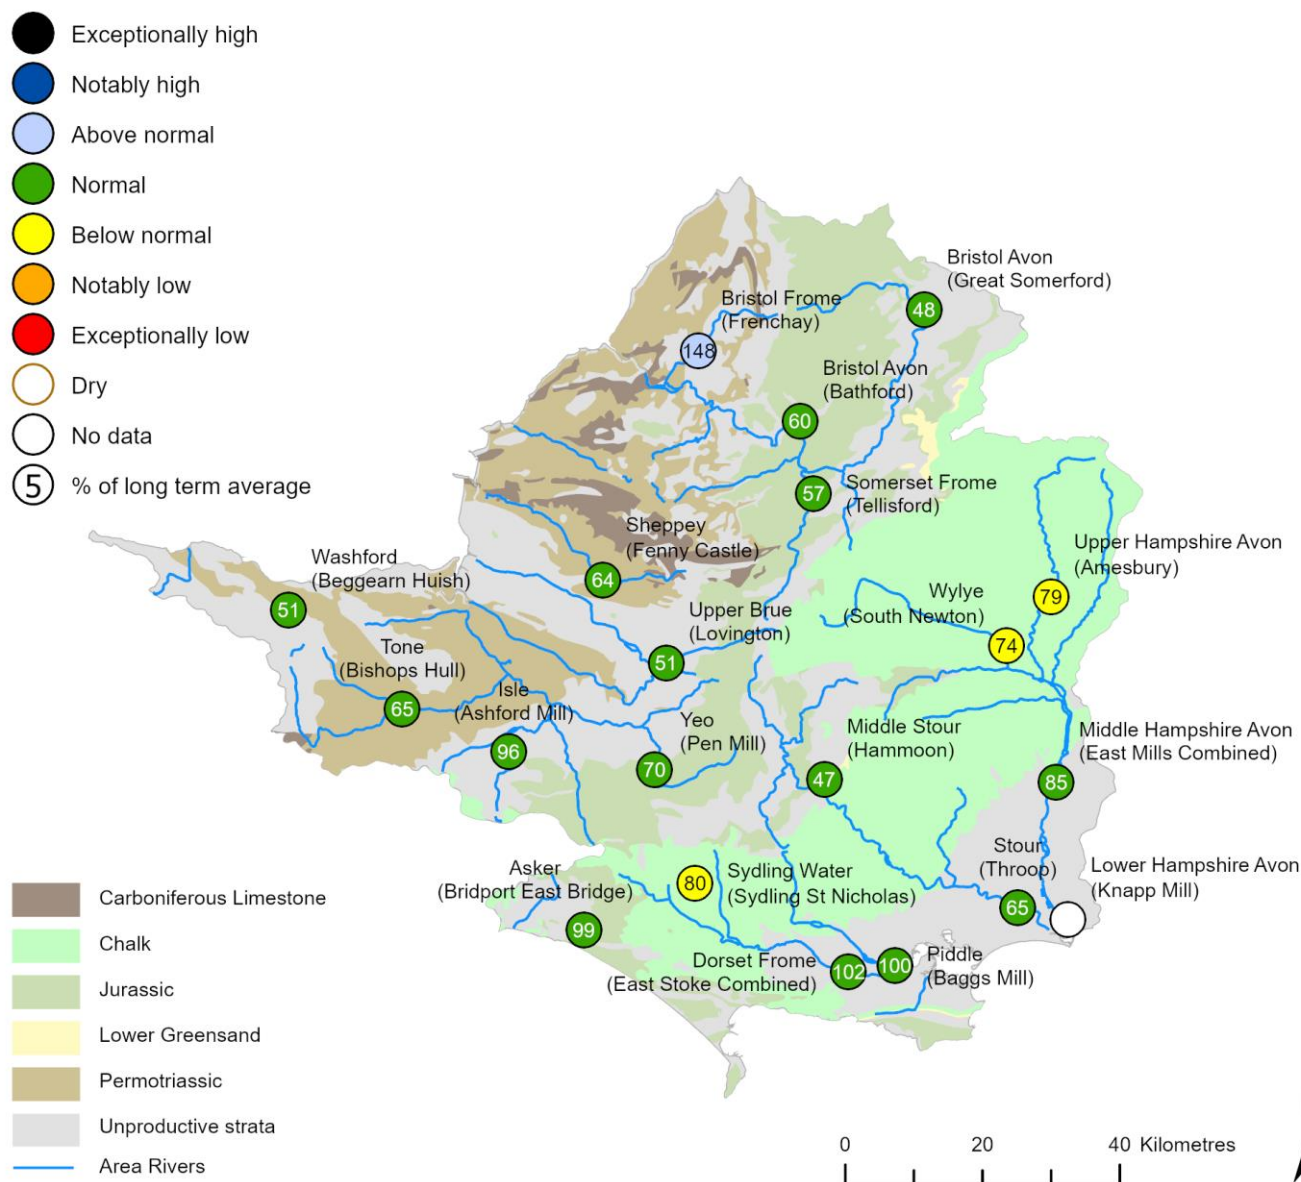 Exceptionally high
Notably high
Above normal
Normal
Below normal
Notably low
Exceptionally low
Dry
No data
5 % of long term average
Bristol Avon
(Great Somerford)
48
Bristol Frome
(Frenchay)
148
Bristol Avon
(Bathford)
60
Somerset Frome
(Tellisford)
57
Sheppey
(Fenny Castle)
64
Washford
(Beggearn Huish)
51
Upper Hampshire Avon
(Amesbury)
79
Wylye
(South Newton)
74
Upper Brue
(Lovington)
51
Tone
(Bishops Hull)
65
Isle
(Ashford Mill)
96
Yeo
(Pen Mill)
70
Middle Stour
(Hammoon)
47
Middle Hampshire Avon
(East Mills Combined)
85
Stour
(Throop)
65
Lower Hampshire Avon
(Knapp Mill)
Asker
(Bridport East Bridge)
99
Sydling Water
(Sydling St Nicholas)
80
Dorset Frome
(East Stoke Combined)
102
Piddle
(Baggs Mill)
100
Carboniferous Limestone
Chalk
Jurassic
Lower Greensand
Permotriassic
Unproductive strata
Area Rivers
0 20 40 Kilometres